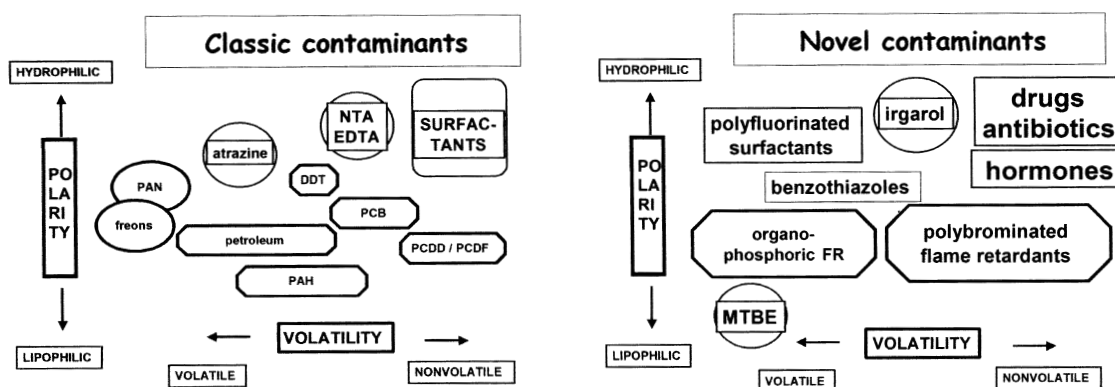 Classic contaminants
HYDROPHILIC
NTA
EDTA
SURFAC-
TANTS
atrazine
PO
LA
RI
TY
PAN
DDT
freons
PCB
petroleum
PCDD / PCDF
PAH
VOLATILITY
LIPOPHILIC
VOLATILE
NONVOLATILE
Novel contaminants
HYDROPHILIC
drugs
antibiotics
irgarol
polyfluorinated
surfactants
hormones
PO
LA
RI
TY
benzothiazoles
organo-
phosphoric FR
polybrominated
flame retardants
MTBE
VOLATILITY
LIPOPHILIC
VOLATILE
NONVOLATILE